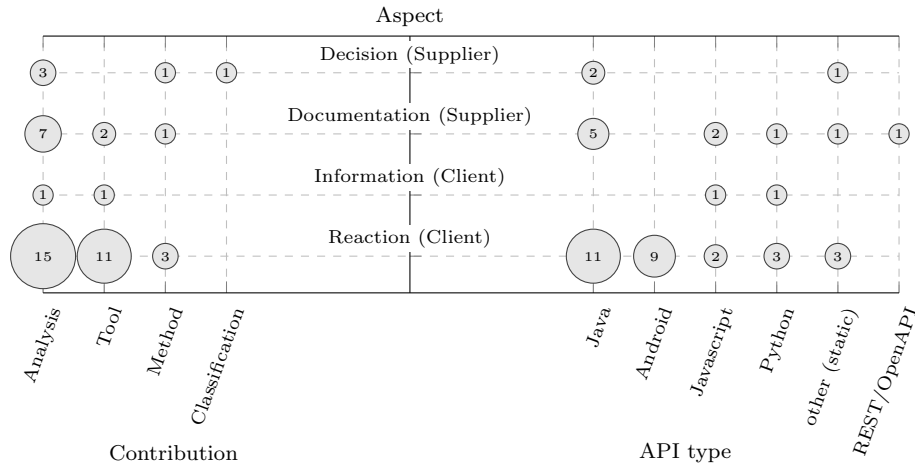 Aspect
Decision (Supplier)
3 1 1 2 1
Documentation (Supplier)
7 2 1 5 2 1 1 1
Information (Client)
1 1 1 1
Reaction (Client)
15 11 3 11 9 2 3 3
Analysis
Tool
Method
Classification
Java
Android
Javascript
Python
other (static)
REST/OpenAPI
Contribution
API type